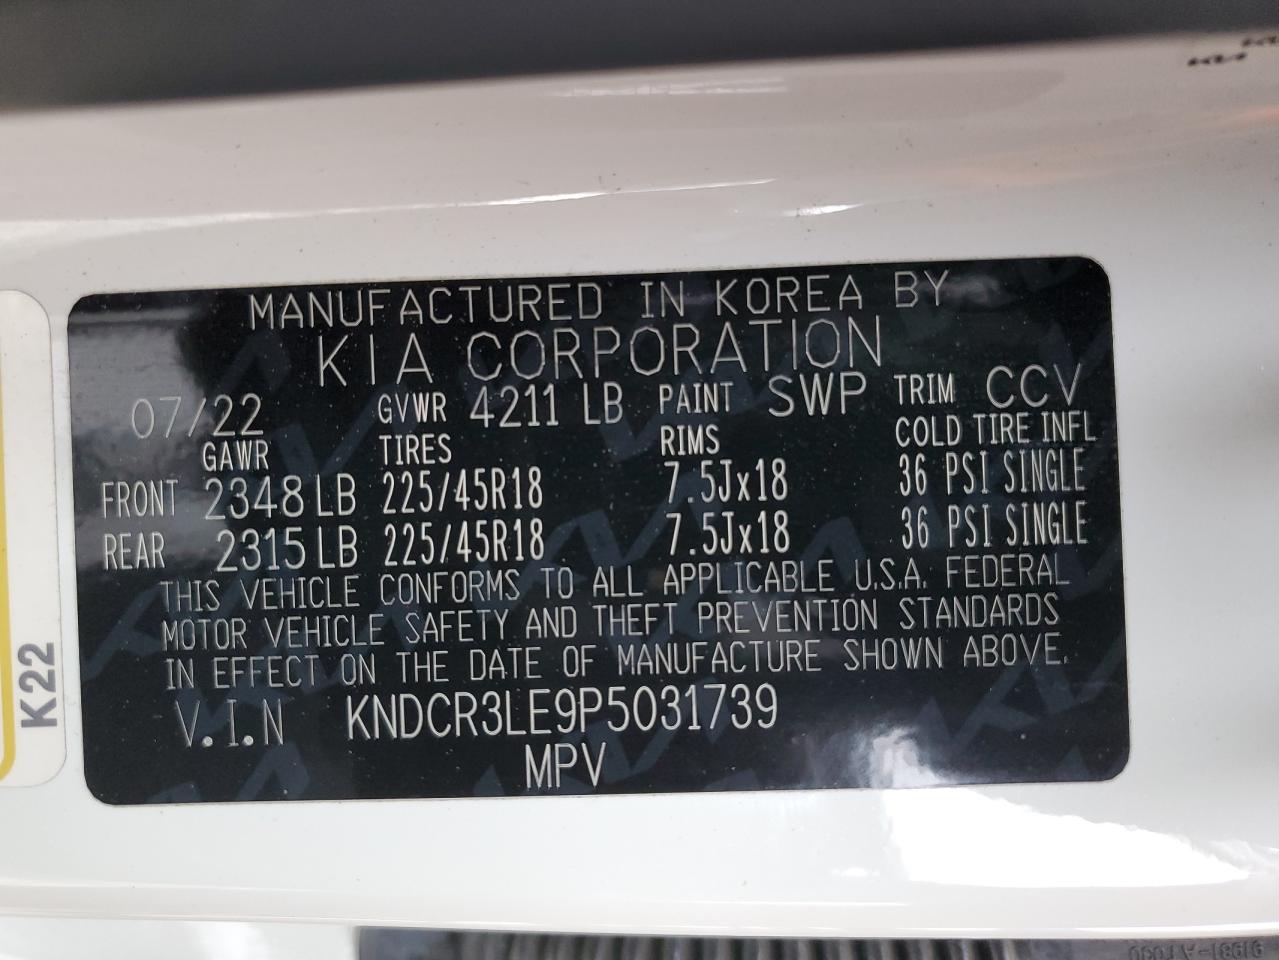 KIA
MANUFACTURED IN KOREA BY
KIA CORPORATION
07/22 GVWR 4211 LB PAINT SWP TRIM CCV
GAWR TIRES RIMS COLD TIRE INFL
FRONT 2348 LB 225/45R18 7.5Jx18 36 PSI SINGLE
REAR 2315 LB 225/45R18 7.5Jx18 36 PSI SINGLE
THIS VEHICLE CONFORMS TO ALL APPLICABLE U.S.A. FEDERAL
MOTOR VEHICLE SAFETY AND THEFT PREVENTION STANDARDS
IN EFFECT ON THE DATE OF MANUFACTURE SHOWN ABOVE.
V.I.N KNDCR3LE9P5031739
MPV
K22